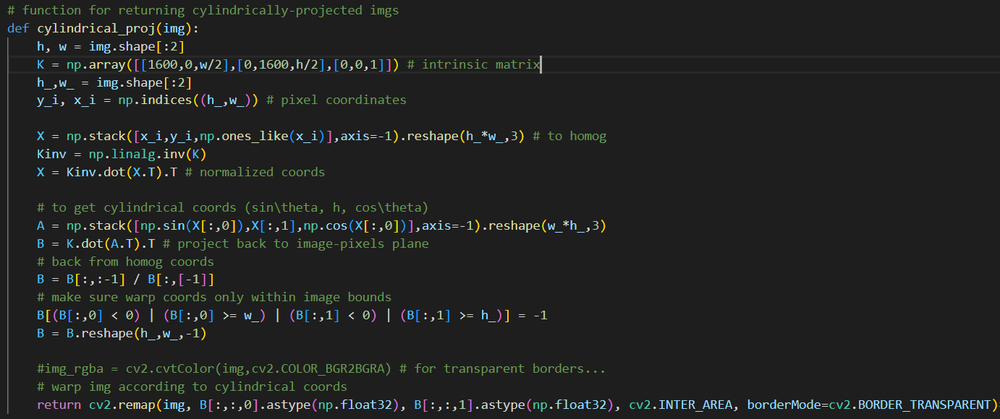 # function for returning cylindrically-projected imgs
def cylindrical_proj(img):
    h, w = img.shape[:2]
    K = np.array([[1600,0,w/2],[0,1600,h/2],[0,0,1]]) # intrinsic matrix
    h_,w_ = img.shape[:2]
    y_i, x_i = np.indices((h_,w_)) # pixel coordinates

    X = np.stack([x_i,y_i,np.ones_like(x_i)],axis=-1).reshape(h_*w_,3) # to homog
    Kinv = np.linalg.inv(K)
    X = Kinv.dot(X.T).T # normalized coords

    # to get cylindrical coords (sin\theta, h, cos\theta)
    A = np.stack([np.sin(X[:,0]),X[:,1],np.cos(X[:,0])],axis=-1).reshape(w_*h_,3)
    B = K.dot(A.T).T # project back to image-pixels plane
    # back from homog coords
    B = B[:,:-1] / B[:,[-1]]
    # make sure warp coords only within image bounds
    B[(B[:,0] < 0) | (B[:,0] >= w_) | (B[:,1] < 0) | (B[:,1] >= h_)] = -1
    B = B.reshape(h_,w_,-1)

    #img_rgba = cv2.cvtColor(img,cv2.COLOR_BGR2BGRA) # for transparent borders...
    # warp img according to cylindrical coords
    return cv2.remap(img, B[:,:,0].astype(np.float32), B[:,:,1].astype(np.float32), cv2.INTER_AREA, borderMode=cv2.BORDER_TRANSPARENT)